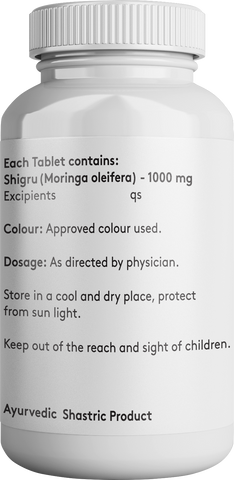 Each Tablet contains:
Shigru (Moringa oleifera) - 1000 mg
Excipients qs
Colour: Approved colour used.
Dosage: As directed by physician.
Store in a cool and dry place, protect
from sun light.
Keep out of the reach and sight of children.
Ayurvedic Shastric Product